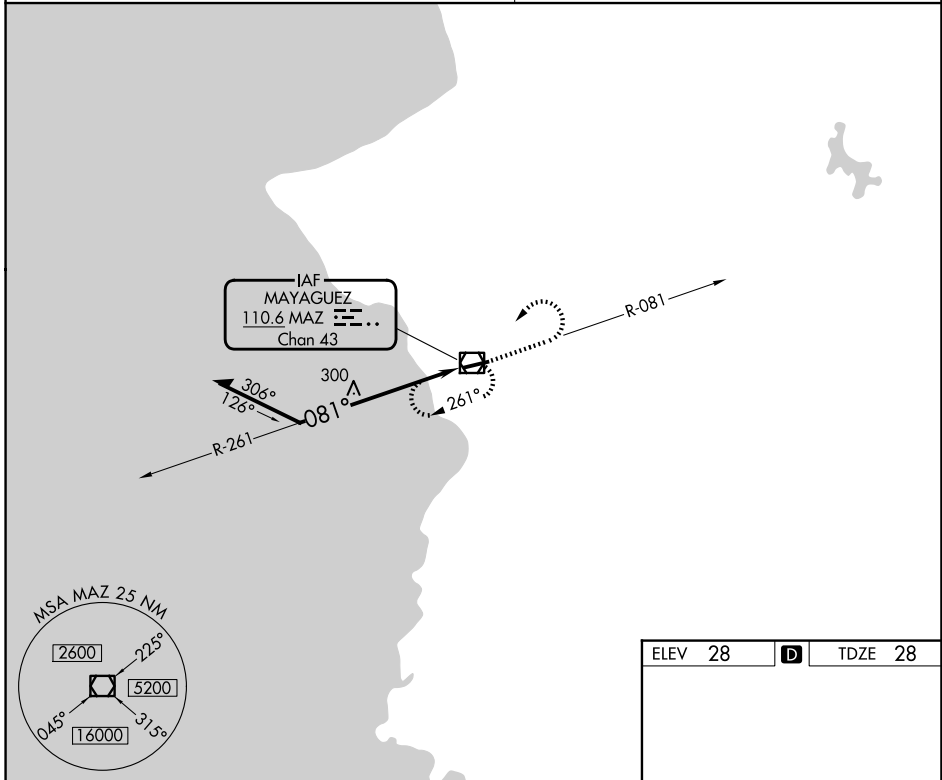 IAF
MAYAGUEZ
110.6 MAZ
Chan 43
R-081
300
306°
126°
081°
261°
R-261
MSA MAZ 25 NM
2600
225°
5200
045°
315°
16000
ELEV 28 D TDZE 28